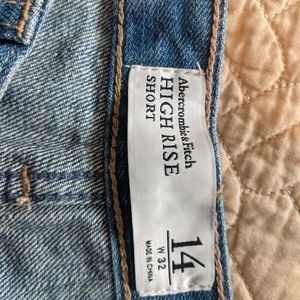 Abercrombie&Fitch
HIGH RISE
SHORT
14
W 32
MADE IN CHINA